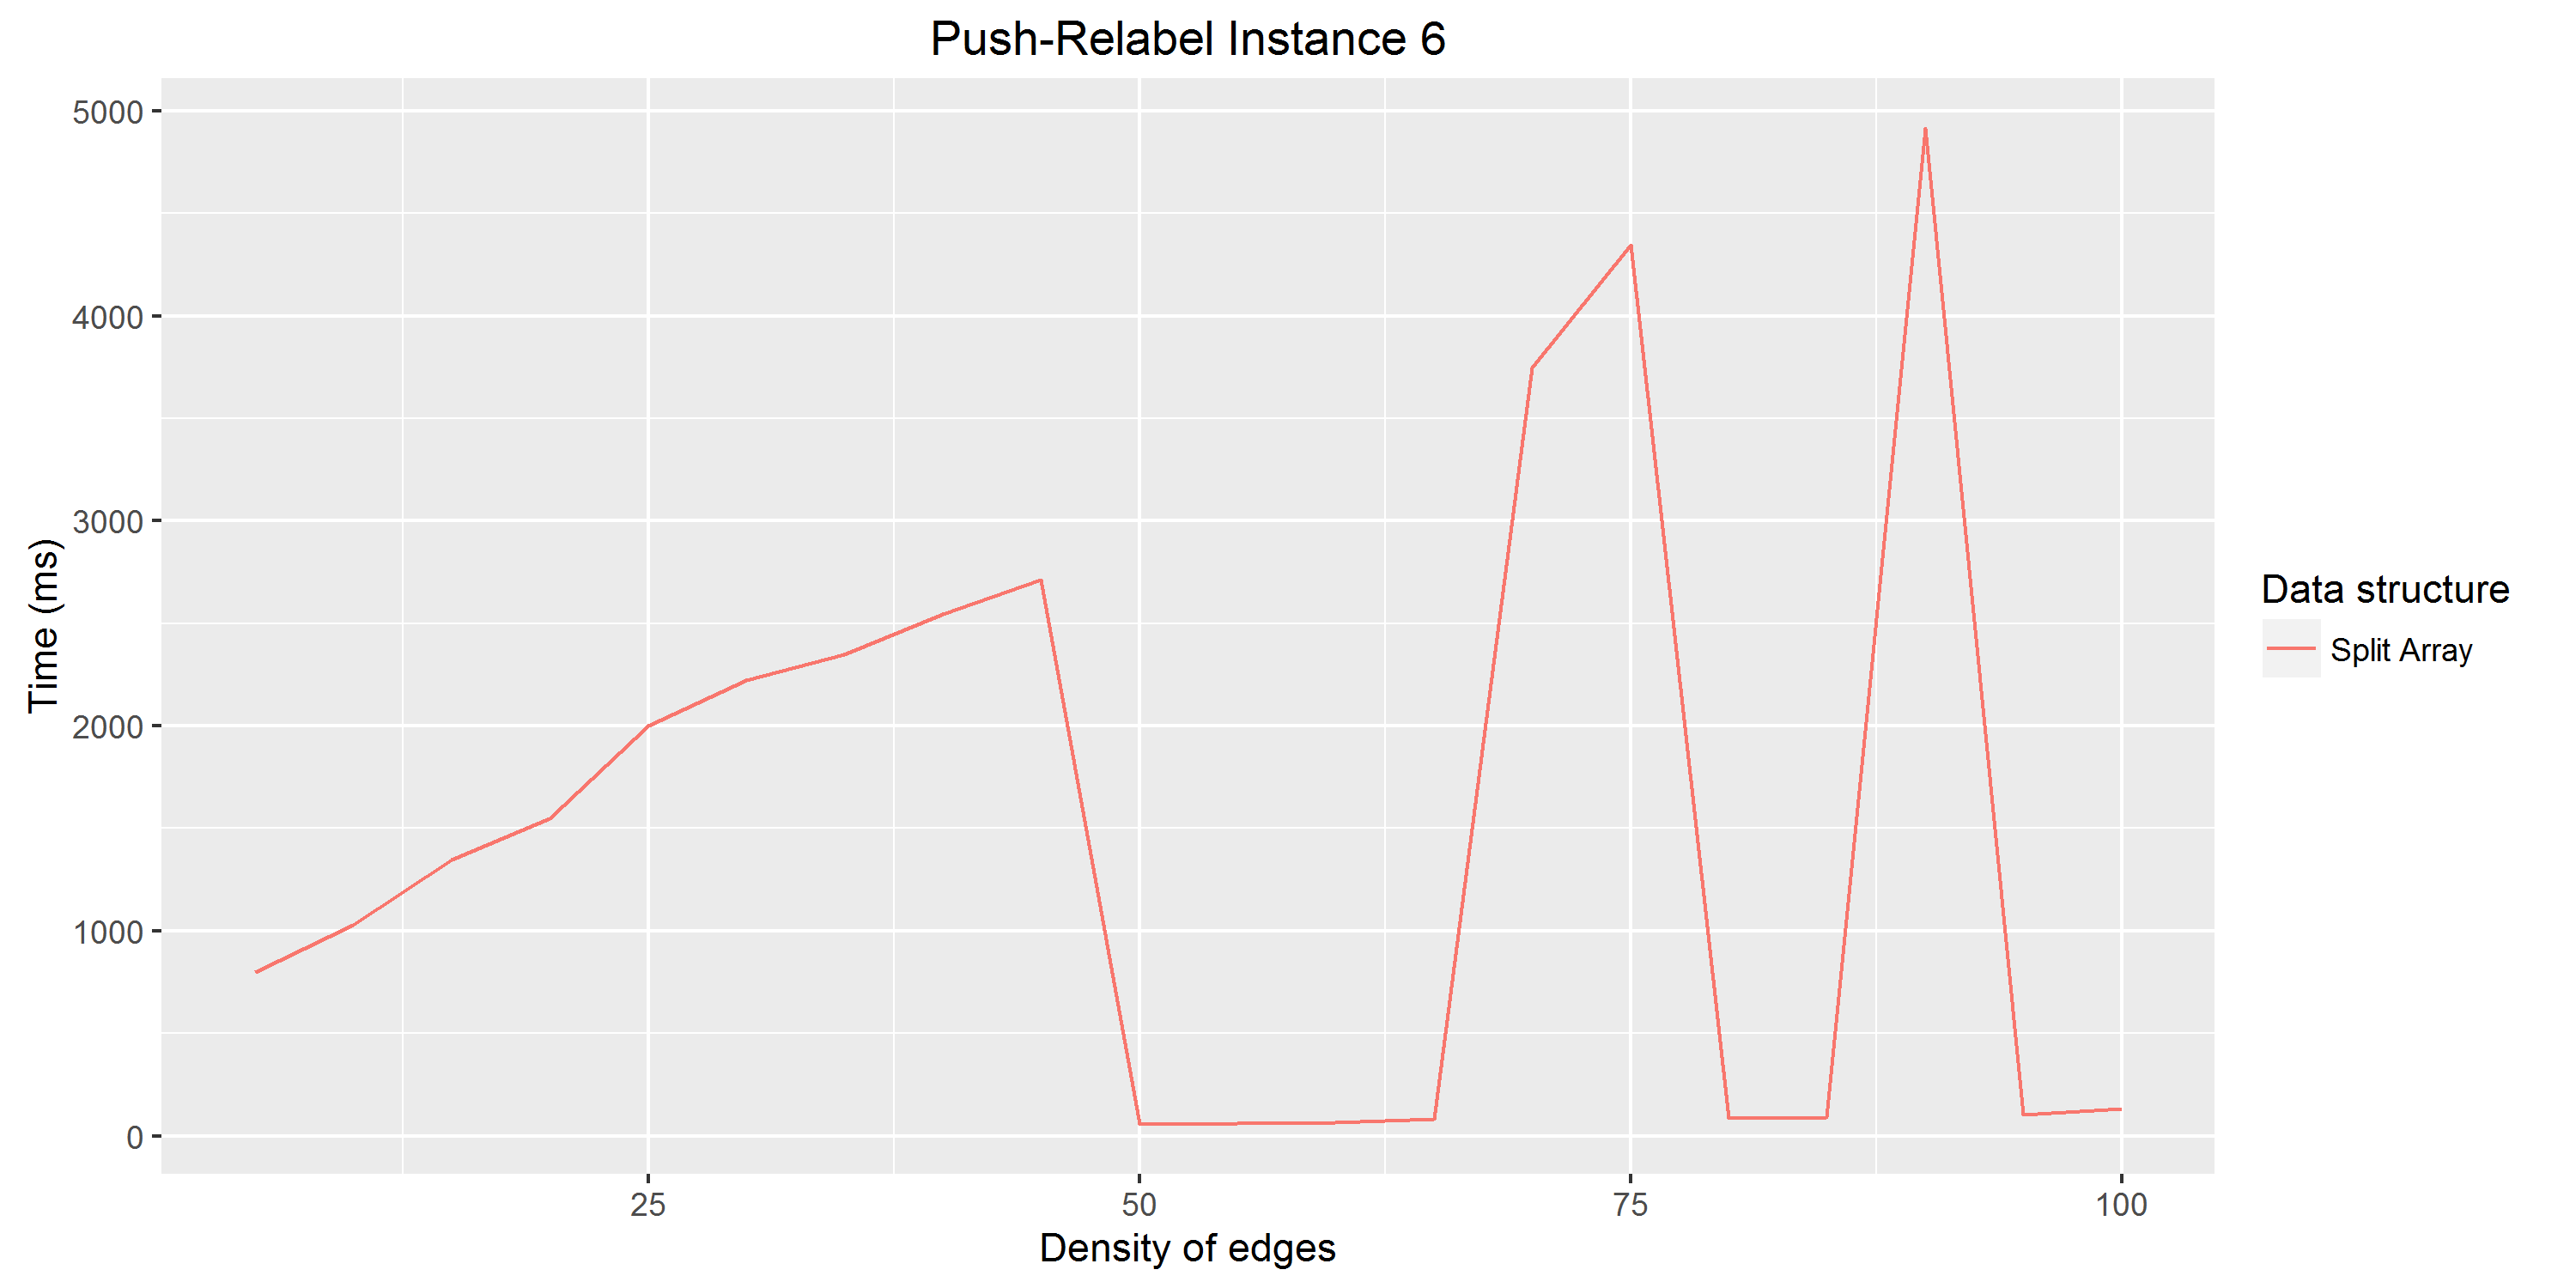 Push-Relabel Instance 6
5000
4000
3000
2000
1000
0
Time (ms)
25 50 75 100
Density of edges
Data structure
Split Array